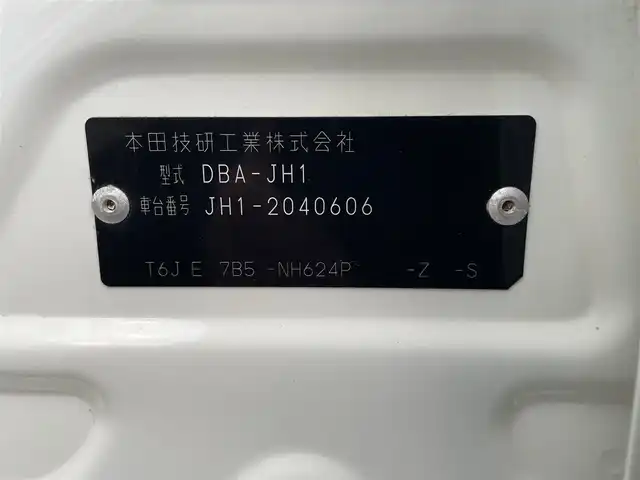 本田技研工業株式会社
型式 DBA-JH1
車台番号 JH1-2040606
T6J E 7B5 -NH624P -Z -S